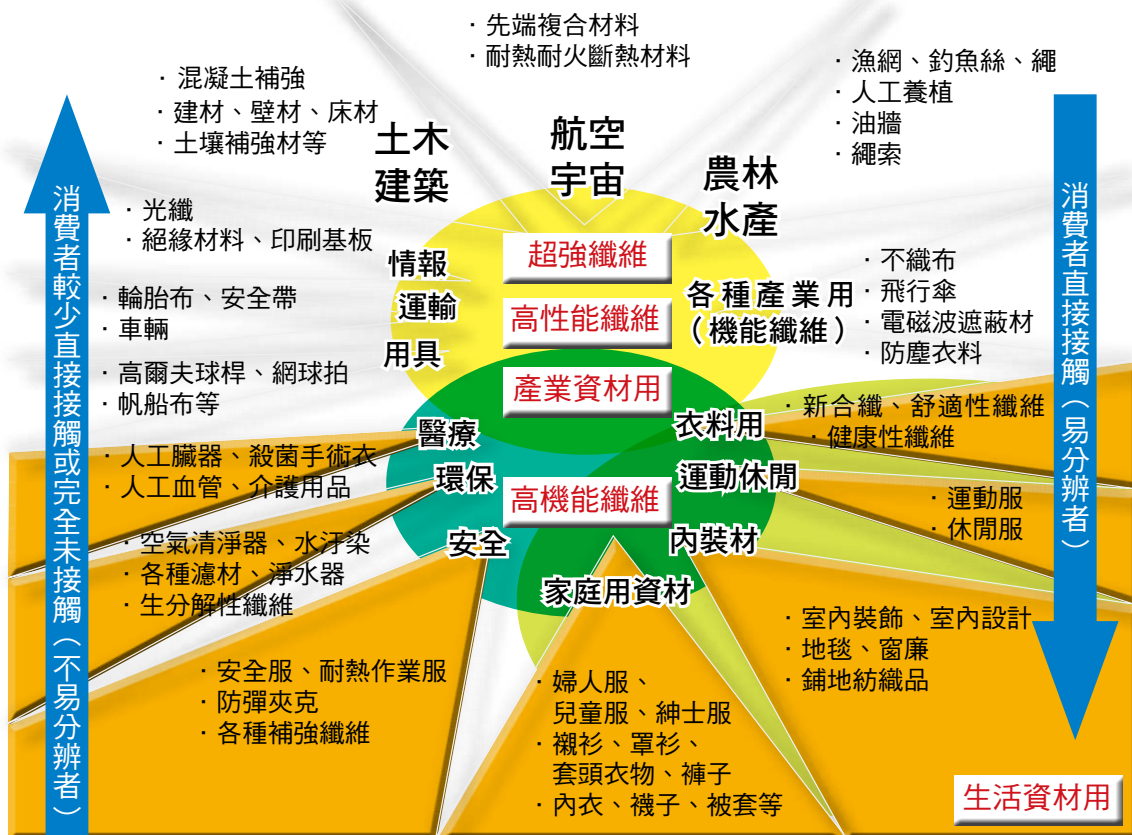 ・先端複合材料
・耐熱耐火斷熱材料
・混凝土補強
・建材、壁材、床材
・土壤補強材等
・漁網、釣魚絲、繩
・人工養植
・油牆
・繩索
土木
建築
航空
宇宙
農林
水產
消費者較少直接接觸或完全未接觸（不易分辨者）
消費者直接接觸（易分辨者）
・光纖
・絕緣材料、印刷基板
情報
超強纖維
・輪胎布、安全帶
・車輛
運輸
高性能纖維
各種產業用
（機能纖維）
・不織布
・飛行傘
・電磁波遮蔽材
・防塵衣料
用具
・高爾夫球桿、網球拍
・帆船布等
產業資材用
・新合纖、舒適性纖維
・健康性纖維
醫療
衣料用
・人工臟器、殺菌手術衣
・人工血管、介護用品
環保
高機能纖維
運動休閒
・運動服
・休閒服
・空氣清淨器、水汙染
・各種濾材、淨水器
・生分解性纖維
安全
內裝材
家庭用資材
・室內裝飾、室內設計
・地毯、窗廉
・鋪地紡織品
・安全服、耐熱作業服
・防彈夾克
・各種補強纖維
・婦人服、
兒童服、紳士服
・襯衫、罩衫、
套頭衣物、褲子
・內衣、襪子、被套等
生活資材用